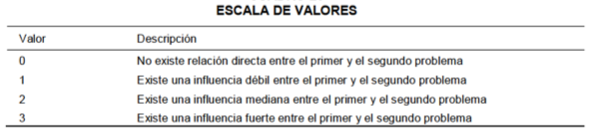 ESCALA DE VALORES
Valor Descripción
0 No existe relación directa entre el primer y el segundo problema
1 Existe una influencia débil entre el primer y el segundo problema
2 Existe una influencia mediana entre el primer y el segundo problema
3 Existe una influencia fuerte entre el primer y el segundo problema